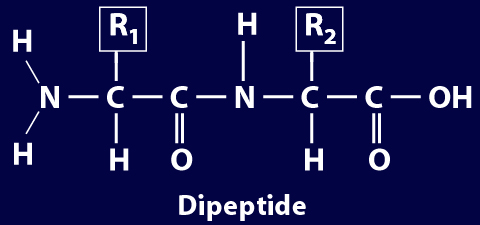 R1 H R2
H
N C C N C C OH
H H O H O
Dipeptide